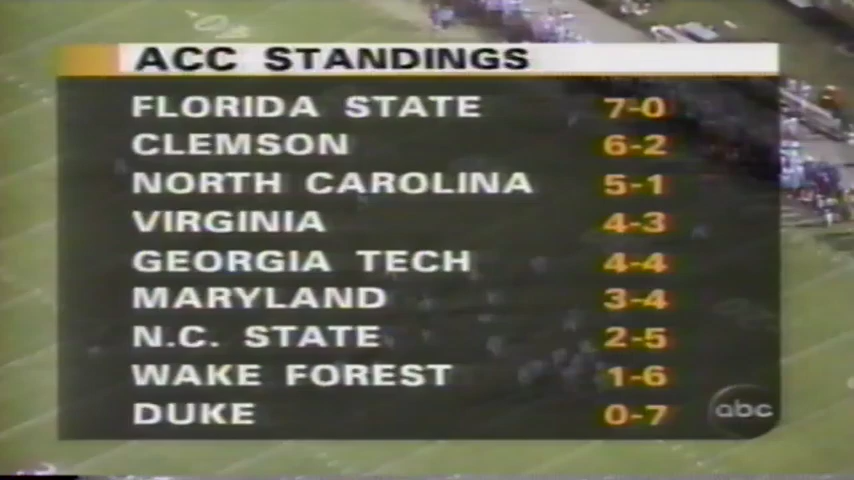 ACC STANDINGS
FLORIDA STATE 7-0
CLEMSON 6-2
NORTH CAROLINA 5-1
VIRGINIA 4-3
GEORGIA TECH 4-4
MARYLAND 3-4
N.C. STATE 2-5
WAKE FOREST 1-6
DUKE 0-7
abc